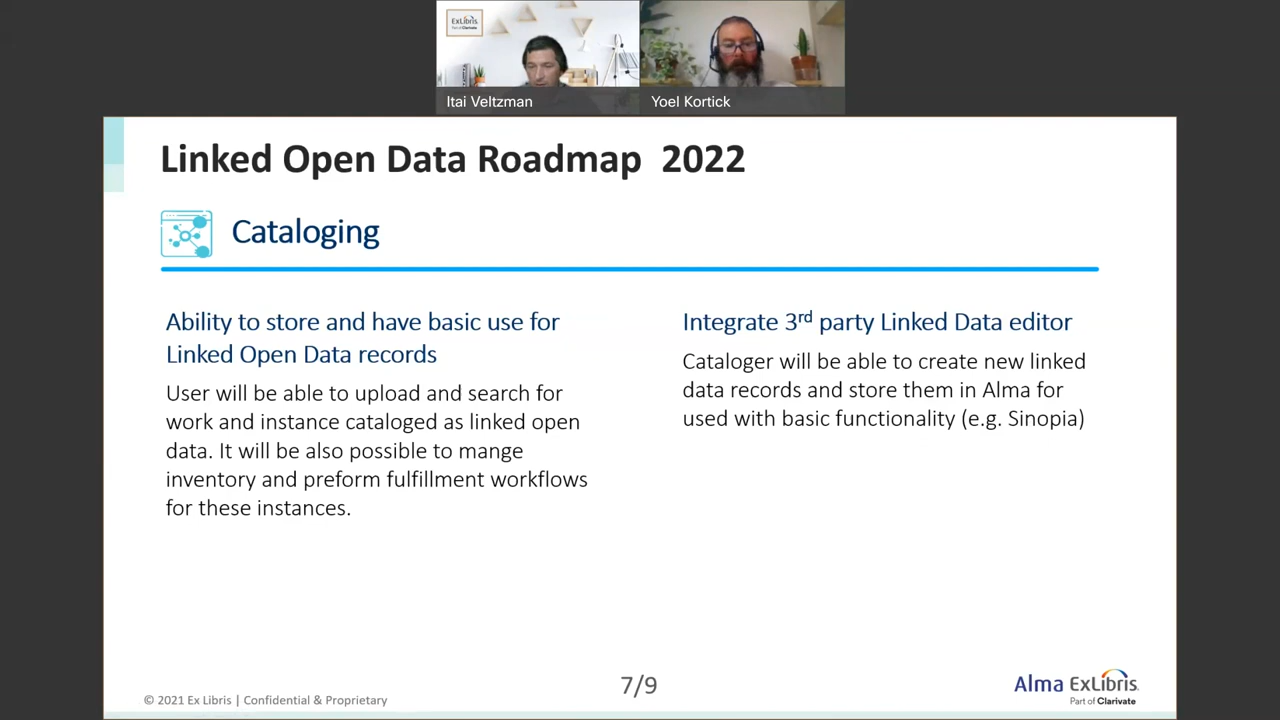 ExLibris
Part of Clarivate
Itai Veltzman
Yoel Kortick
Linked Open Data Roadmap 2022
Cataloging
Ability to store and have basic use for
Linked Open Data records
User will be able to upload and search for
work and instance cataloged as linked open
data. It will be also possible to mange
inventory and preform fulfillment workflows
for these instances.
Integrate 3rd party Linked Data editor
Cataloger will be able to create new linked
data records and store them in Alma for
used with basic functionality (e.g. Sinopia)
© 2021 Ex Libris | Confidential & Proprietary
7/9
Alma ExLibris
Part of Clarivate